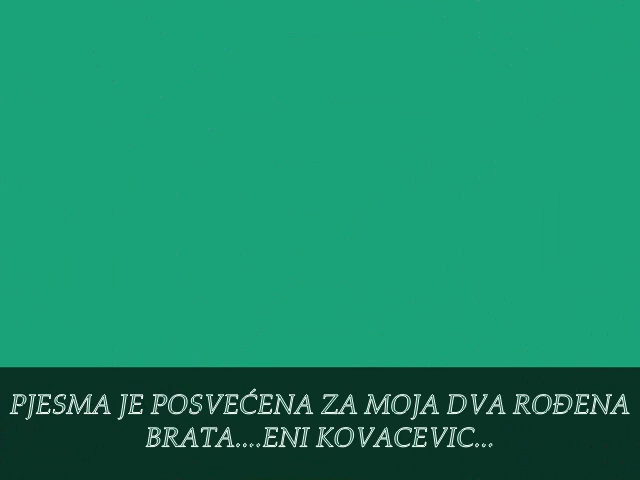 PJESMA JE POSVEĆENA ZA MOJA DVA ROĐENA
BRATA....ENI KOVACEVIC...